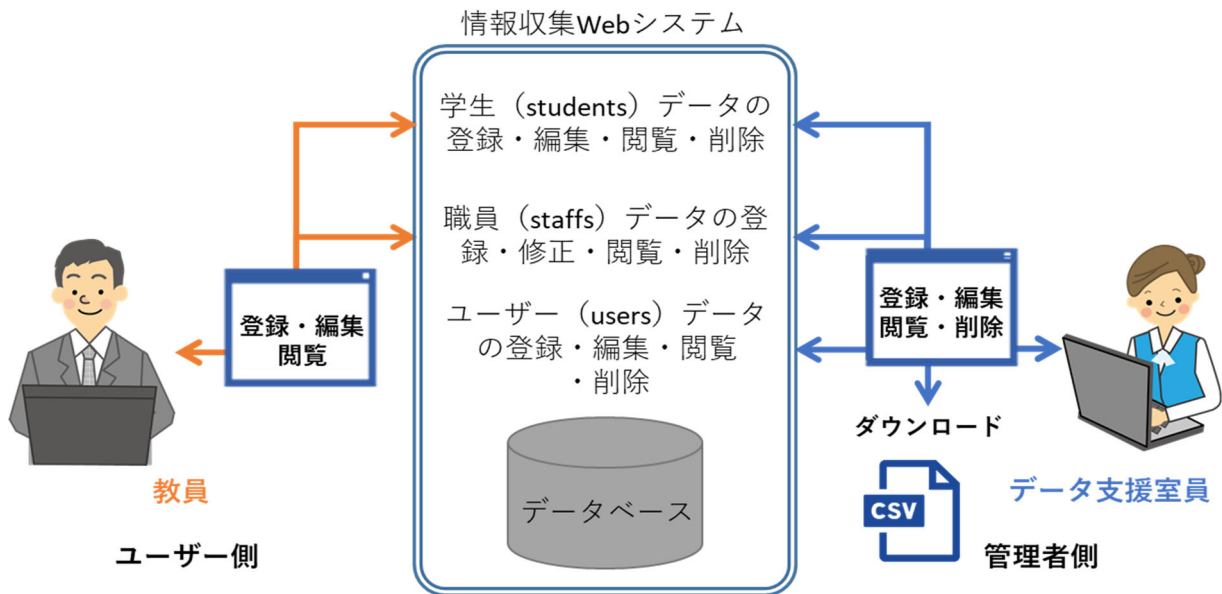 情報収集Webシステム
学生（students）データの
登録・編集・閲覧・削除
職員（staffs）データの登
録・修正・閲覧・削除
ユーザー（users）データ
の登録・編集・閲覧
・削除
データベース
登録・編集
閲覧
教員
ユーザー側
登録・編集
閲覧・削除
ダウンロード
CSV
データ支援室員
管理者側